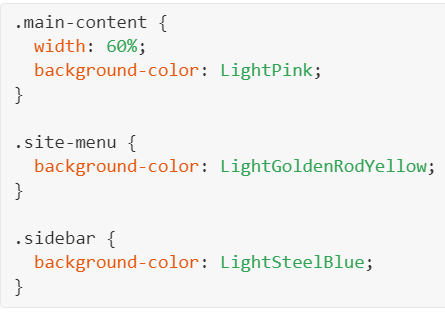 .main-content {
  width: 60%;
  background-color: LightPink;
}

.site-menu {
  background-color: LightGoldenRodYellow;
}

.sidebar {
  background-color: LightSteelBlue;
}